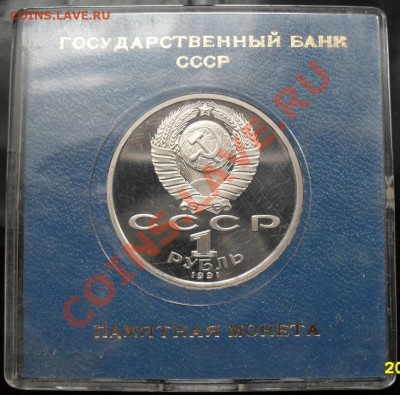 COINS.LAVE.RU
ГОСУДАРСТВЕННЫЙ БАНК
СССР
COINS.LAVE.RU
СССР
1
РУБЛЬ
1991
ПАМЯТНАЯ МОНЕТА
20